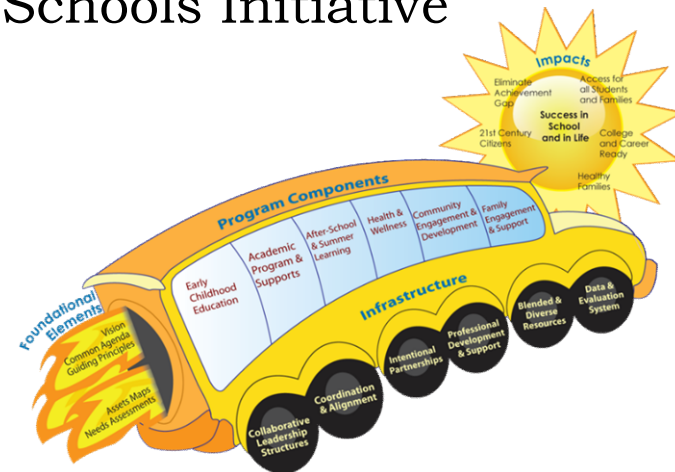 Schools Initiative
Impacts
Eliminate
Achievement
Gap
Access for
all Students
and Families
Success in
School
and in Life
21st Century
Citizens
College
and Career
Ready
Healthy
Families
Program Components
Early
Childhood
Education
Academic
Program &
Supports
After-School
& Summer
Learning
Health &
Wellness
Community
Engagement &
Development
Family
Engagement
& Support
Infrastructure
Foundational
Elements
Vision
Common Agenda
Guiding Principles
Assets Maps
Needs Assessments
Collaborative
Leadership
Structures
Coordination
& Alignment
Intentional
Partnerships
Professional
Development
& Support
Blended &
Diverse
Resources
Data &
Evaluation
System